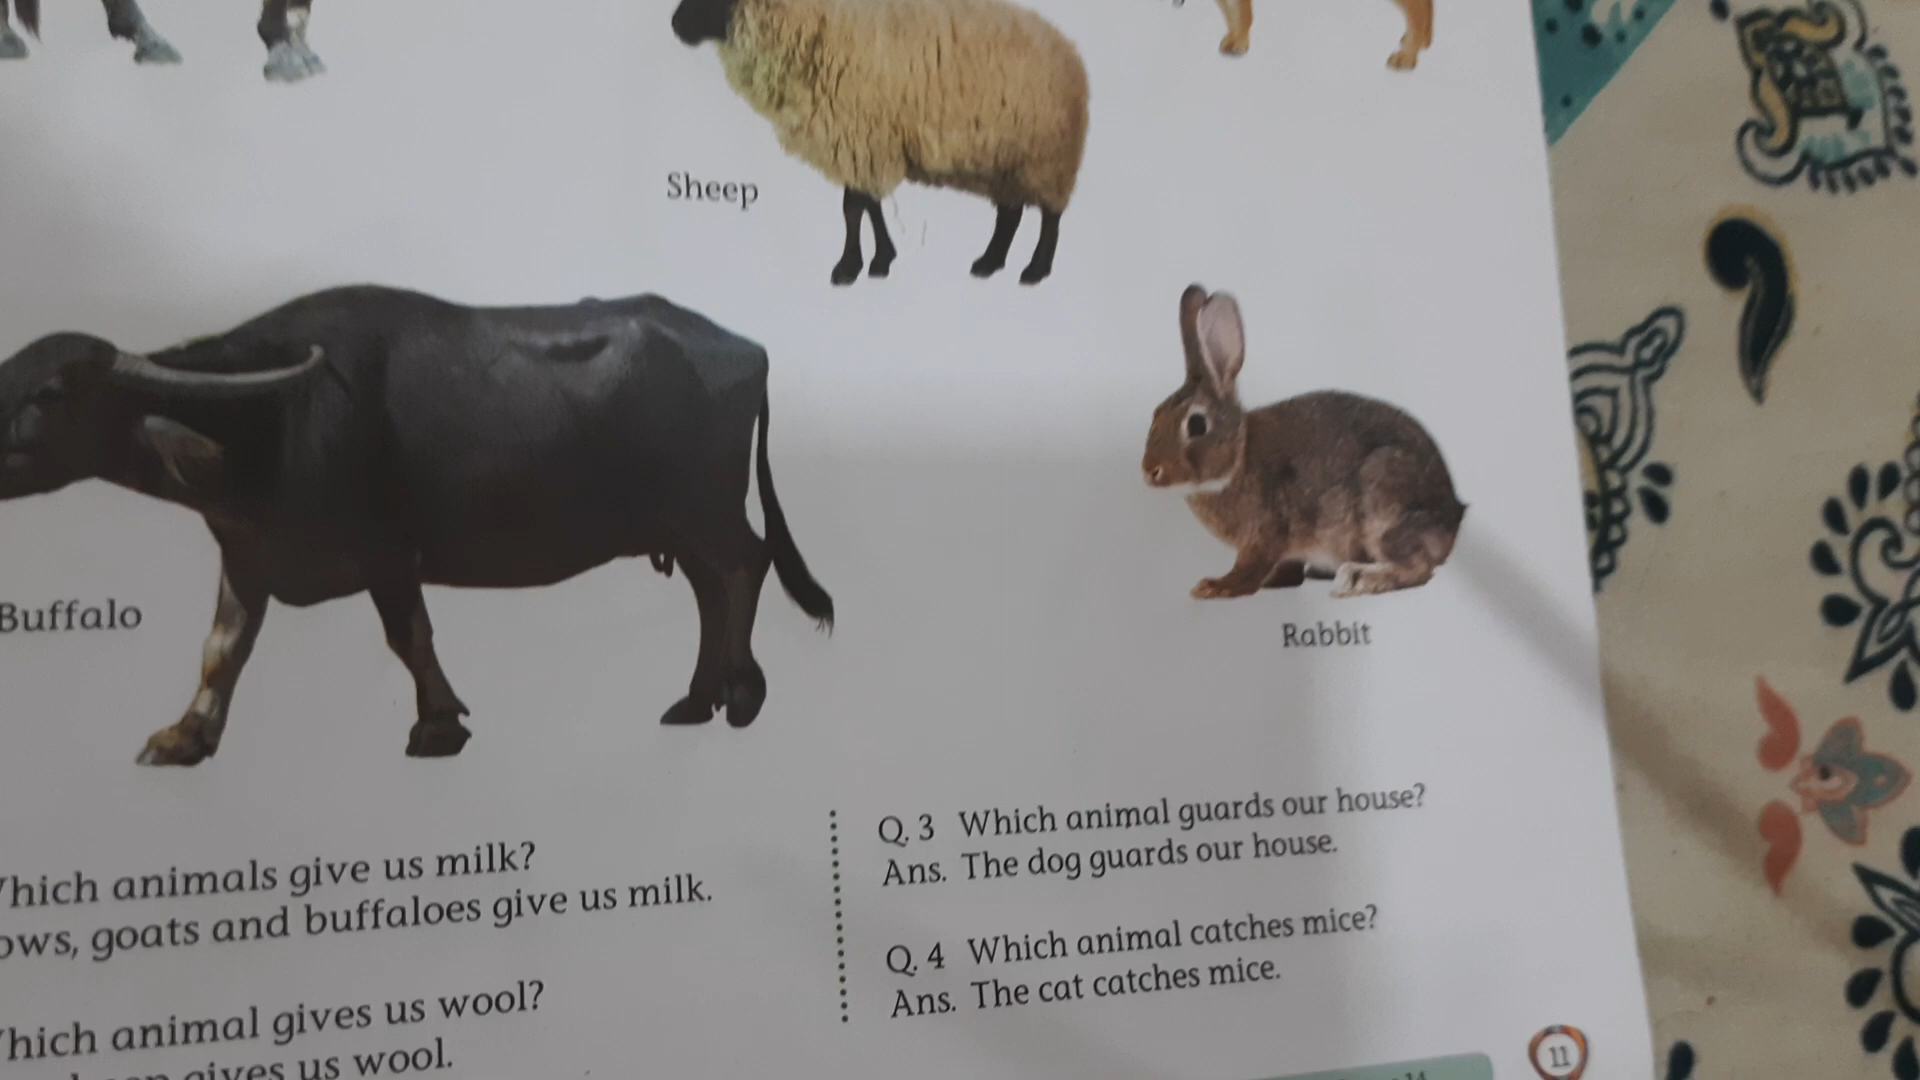 Sheep
Buffalo
Rabbit
Which animals give us milk?
ows, goats and buffaloes give us milk.
Which animal gives us wool?
gives us wool.
Q. 3 Which animal guards our house?
Ans. The dog guards our house.
Q. 4 Which animal catches mice?
Ans. The cat catches mice.
11